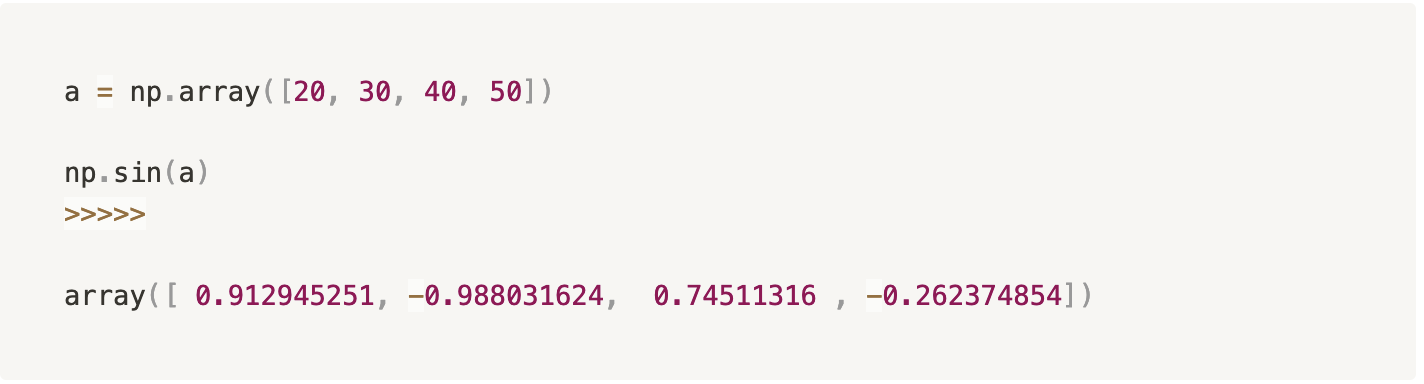 a = np.array([20, 30, 40, 50])
np.sin(a)
>>>>>
array([ 0.912945251, -0.988031624,  0.74511316 , -0.262374854])